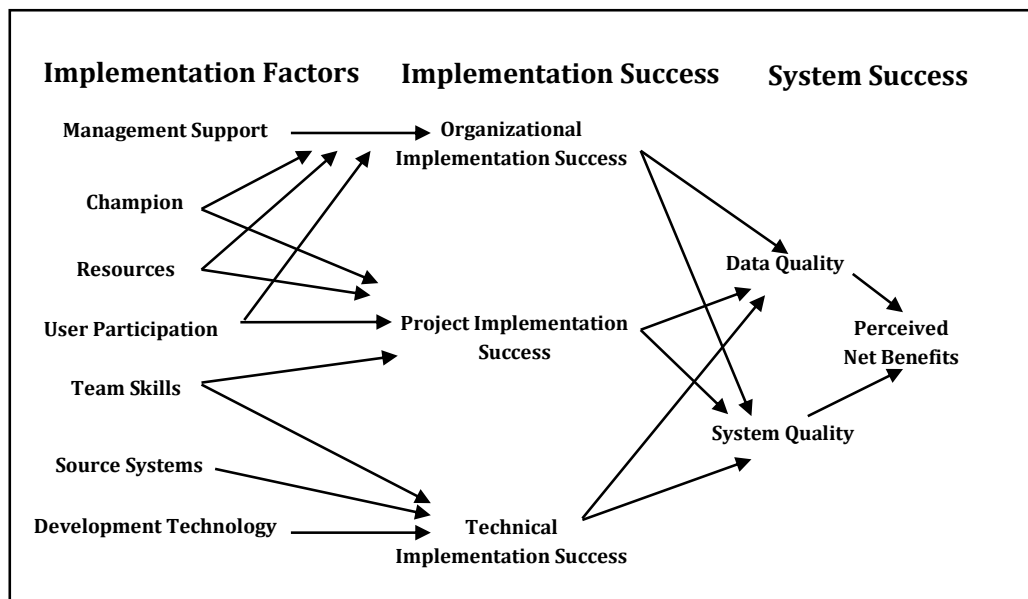 Implementation Factors
Implementation Success
System Success
Management Support
Organizational
Implementation Success
Champion
Resources
Data Quality
User Participation
Project Implementation
Success
Perceived
Net Benefits
Team Skills
System Quality
Source Systems
Development Technology
Technical
Implementation Success